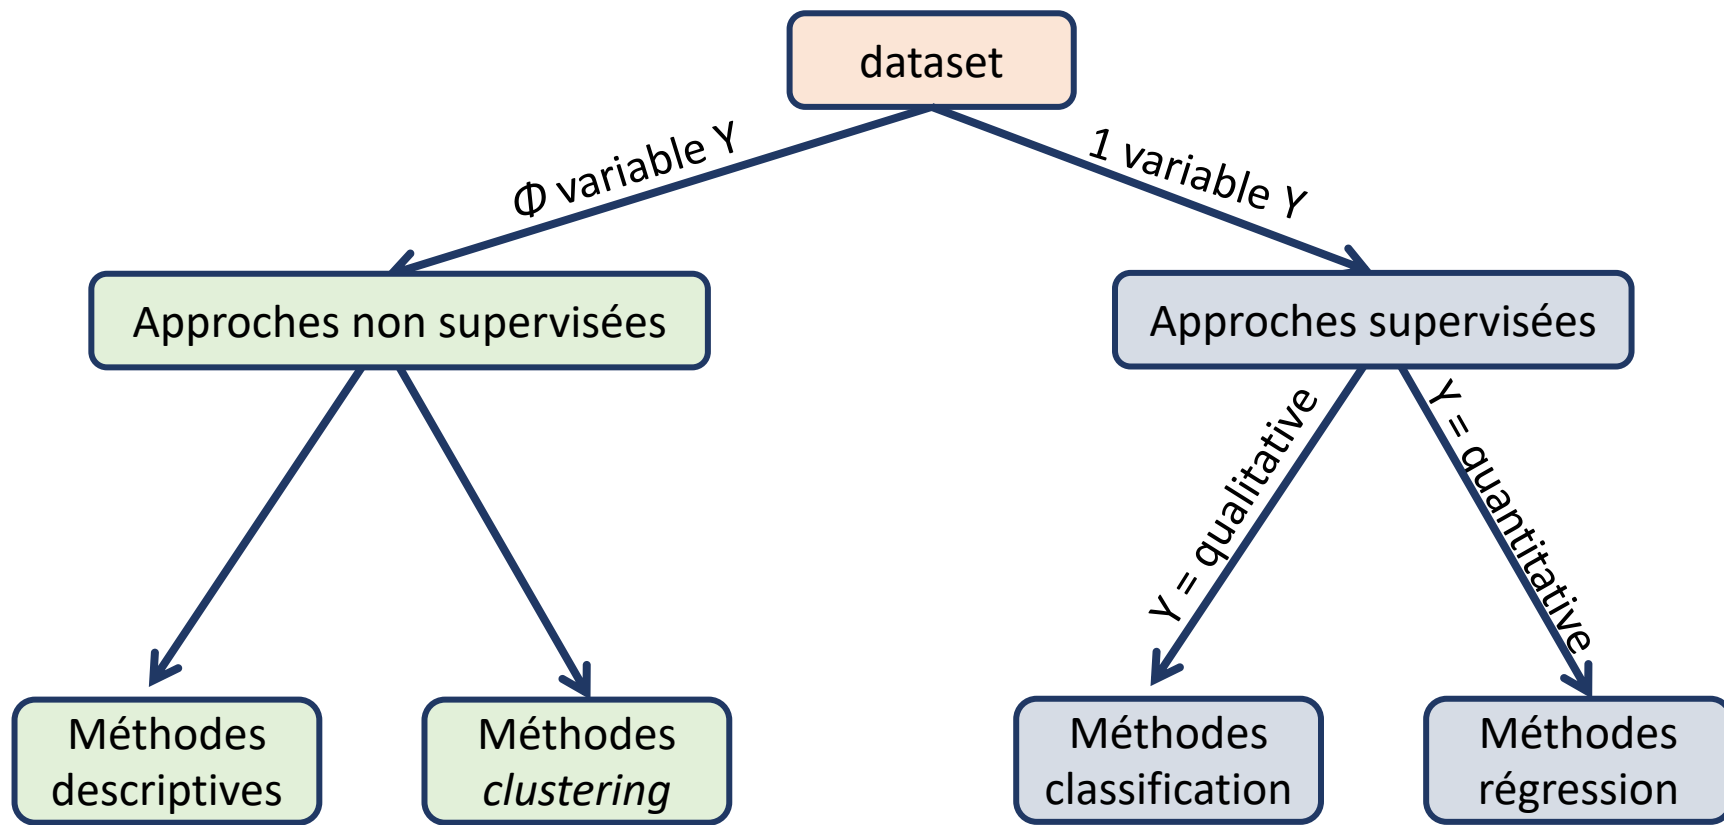 dataset
Φ variable Y
1 variable Y
Approches non supervisées
Approches supervisées
Y = qualitative
Y = quantitative
Méthodes
descriptives
Méthodes
clustering
Méthodes
classification
Méthodes
régression